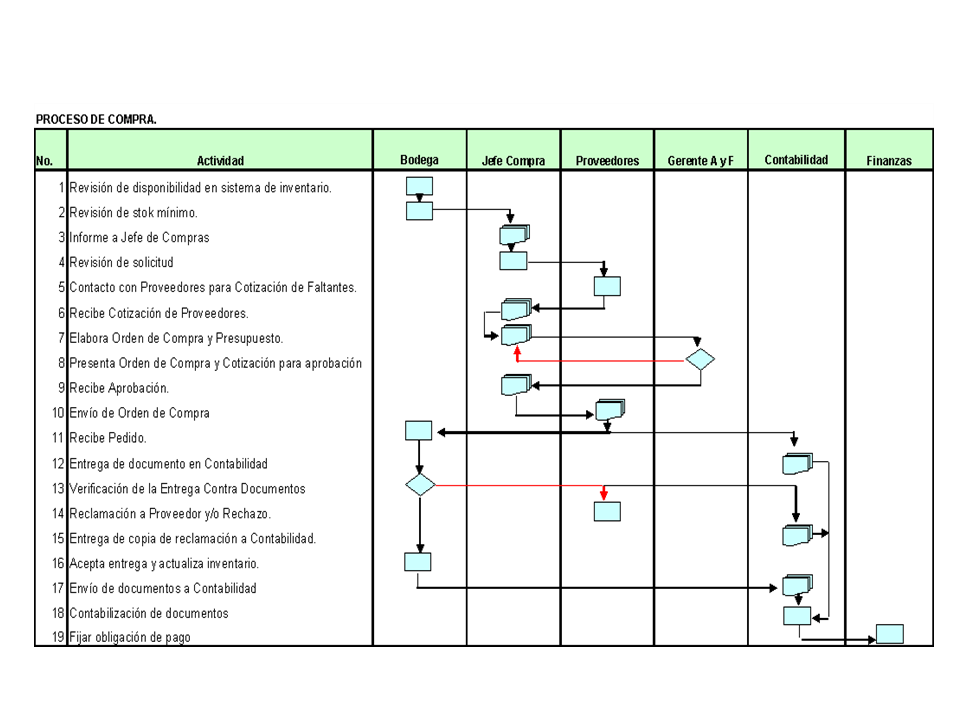 PROCESO DE COMPRA.
No. Actividad Bodega Jefe Compra Proveedores Gerente A y F Contabilidad Finanzas
1 Revisión de disponibilidad en sistema de inventario.
2 Revisión de stok mínimo.
3 Informe a Jefe de Compras
4 Revisión de solicitud
5 Contacto con Proveedores para Cotización de Faltantes.
6 Recibe Cotización de Proveedores.
7 Elabora Orden de Compra y Presupuesto.
8 Presenta Orden de Compra y Cotización para aprobación
9 Recibe Aprobación.
10 Envío de Orden de Compra
11 Recibe Pedido.
12 Entrega de documento en Contabilidad
13 Verificación de la Entrega Contra Documentos
14 Reclamación a Proveedor y/o Rechazo.
15 Entrega de copia de reclamación a Contabilidad.
16 Acepta entrega y actualiza inventario.
17 Envío de documentos a Contabilidad
18 Contabilización de documentos
19 Fijar obligación de pago